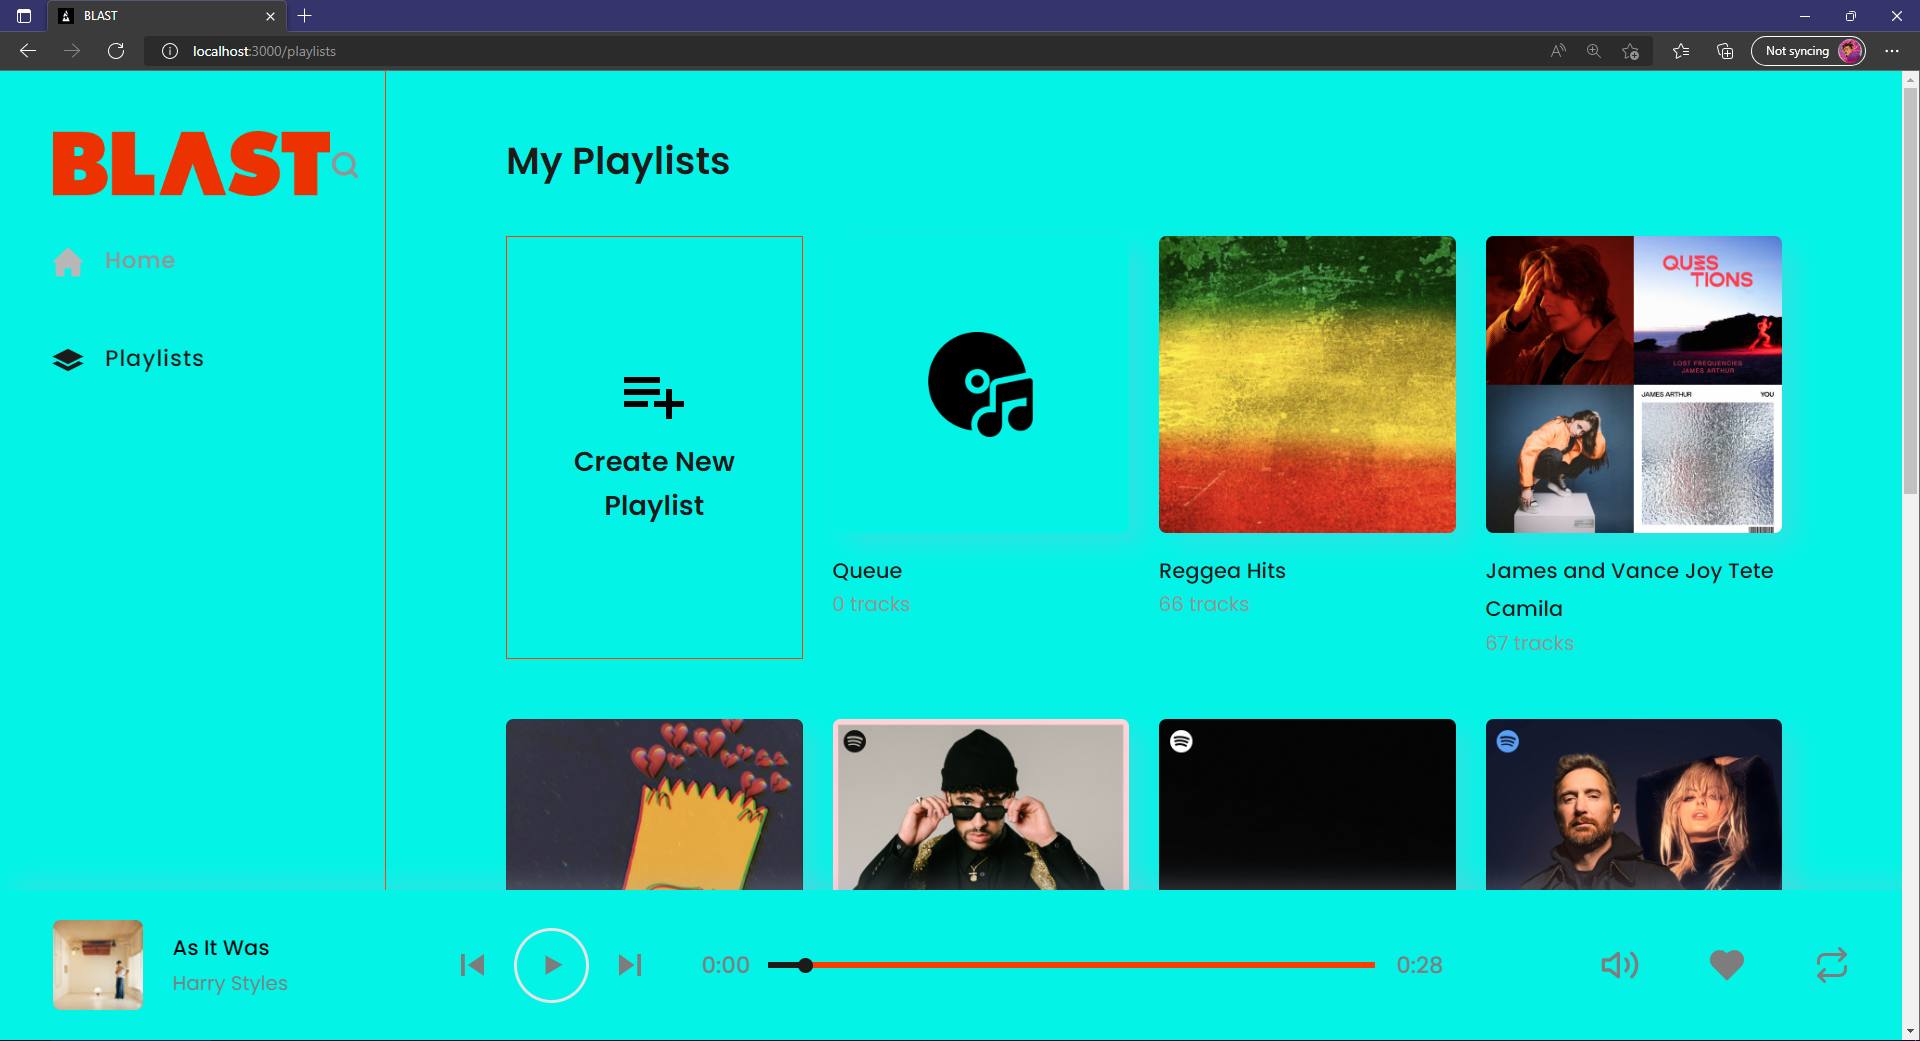 BLAST
localhost:3000/playlists
Not syncing
BLAST
Home
Playlists
My Playlists
Create New
Playlist
Queue
0 tracks
Reggea Hits
66 tracks
QUES
TIONS
LOST FREQUENCIES
JAMES ARTHUR
JAMES ARTHUR YOU
James and Vance Joy Tete
Camila
67 tracks
As It Was
Harry Styles
0:00
0:28